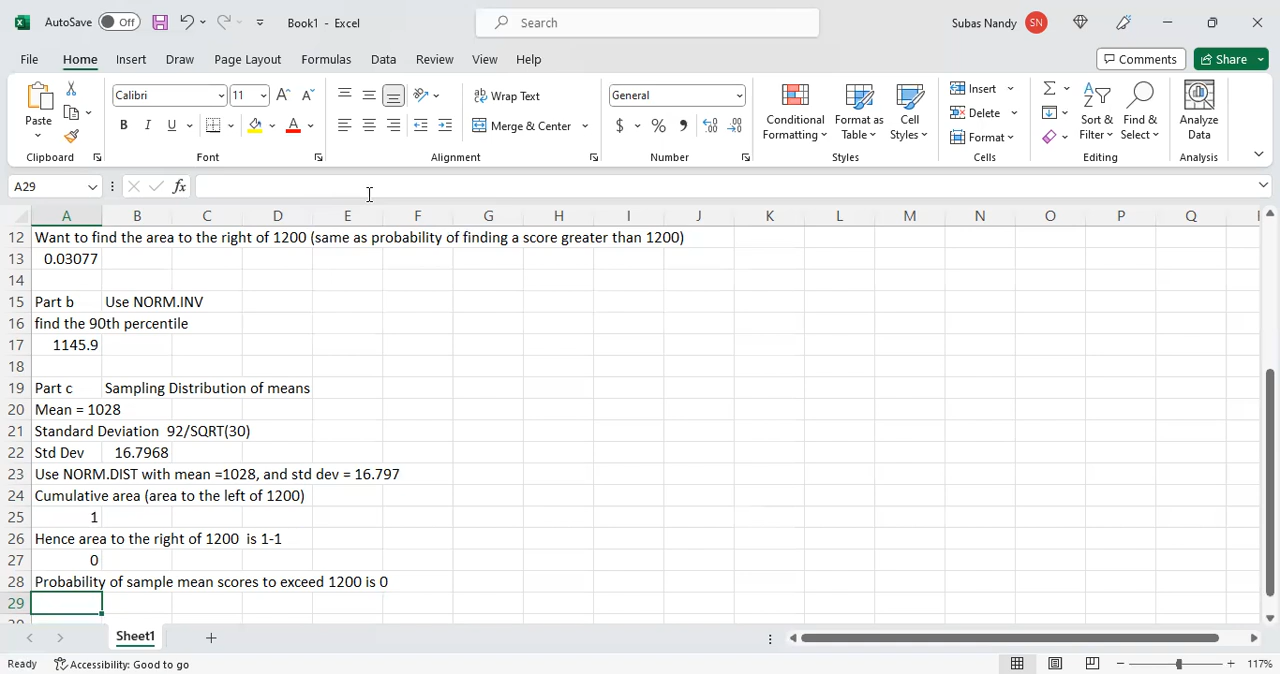 AutoSave Off Book1 - Excel Search Subas Nandy SN
File Home Insert Draw Page Layout Formulas Data Review View Help Comments Share
Paste Calibri 11 A^ Aˇ Wrap Text General Conditional Formatting Format as Table Cell Styles Insert Sort & Filter Find & Select Analyze Data
B I U A Merge & Center $ % 9 Delete
Format
Clipboard Font Alignment Number Styles Cells Editing Analysis
A29 fx
A B C D E F G H I J K L M N O P Q
12 Want to find the area to the right of 1200 (same as probability of finding a score greater than 1200)
13 0.03077
14
15 Part b Use NORM.INV
16 find the 90th percentile
17 1145.9
18
19 Part c Sampling Distribution of means
20 Mean = 1028
21 Standard Deviation 92/SQRT(30)
22 Std Dev 16.7968
23 Use NORM.DIST with mean =1028, and std dev = 16.797
24 Cumulative area (area to the left of 1200)
25 1
26 Hence area to the right of 1200 is 1-1
27 0
28 Probability of sample mean scores to exceed 1200 is 0
29
Sheet1
Ready Accessibility: Good to go 117%